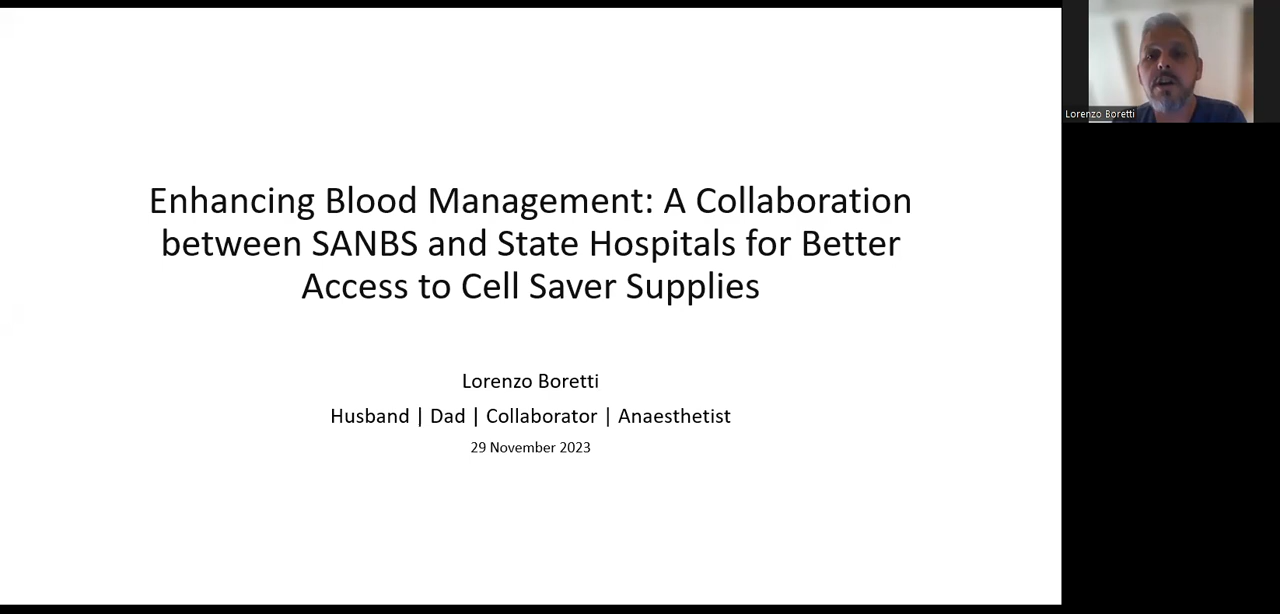 Enhancing Blood Management: A Collaboration
between SANBS and State Hospitals for Better
Access to Cell Saver Supplies
Lorenzo Boretti
Husband | Dad | Collaborator | Anaesthetist
29 November 2023
Lorenzo Boretti